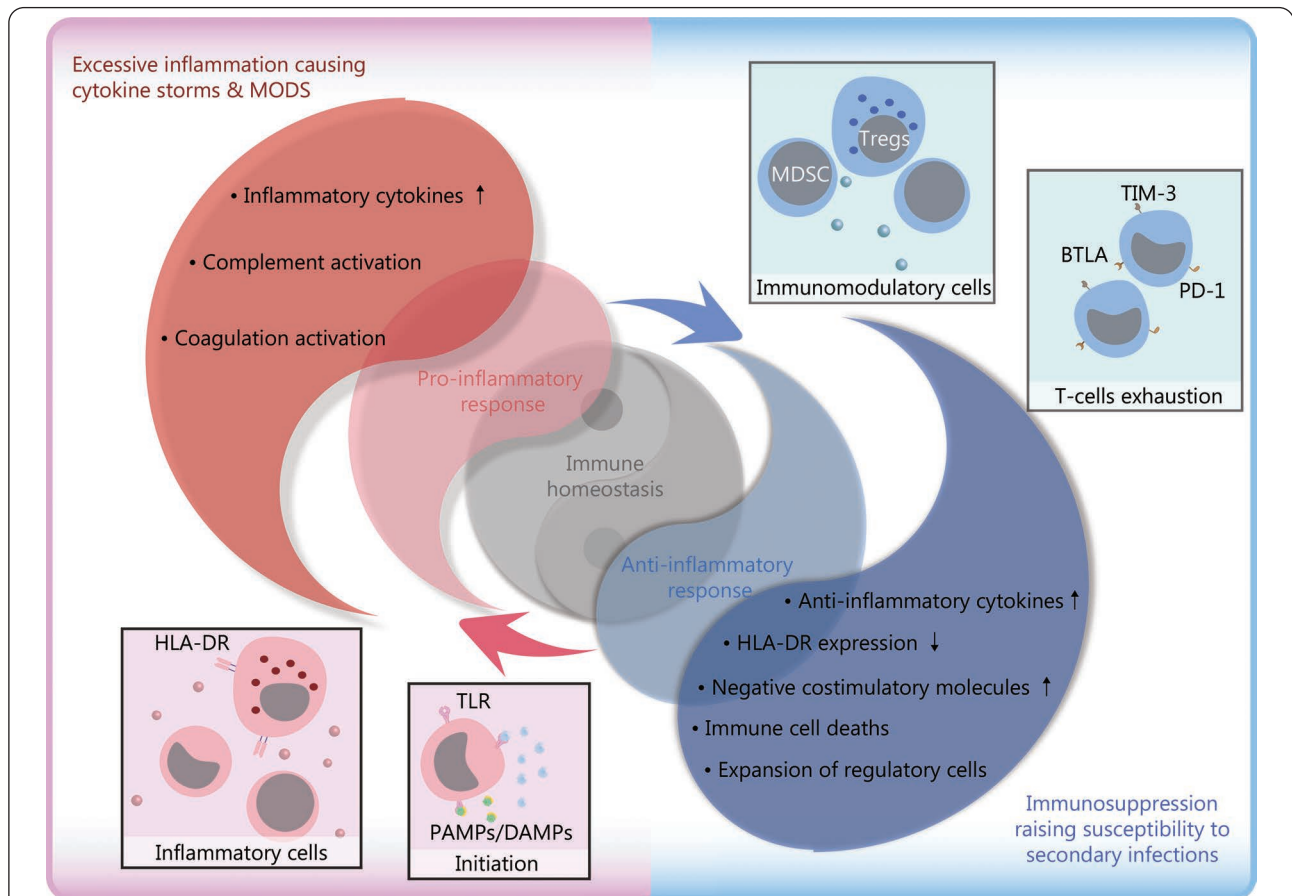 Excessive inflammation causing
cytokine storms & MODS
• Inflammatory cytokines ↑
• Complement activation
• Coagulation activation
Pro-inflammatory
response
Immune
homeostasis
Anti-inflammatory
response
Tregs
MDSC
Immunomodulatory cells
TIM-3
BTLA
PD-1
T-cells exhaustion
• Anti-inflammatory cytokines ↑
• HLA-DR expression ↓
• Negative costimulatory molecules ↑
• Immune cell deaths
• Expansion of regulatory cells
HLA-DR
Inflammatory cells
TLR
PAMPs/DAMPs
Initiation
Immunosuppression
raising susceptibility to
secondary infections